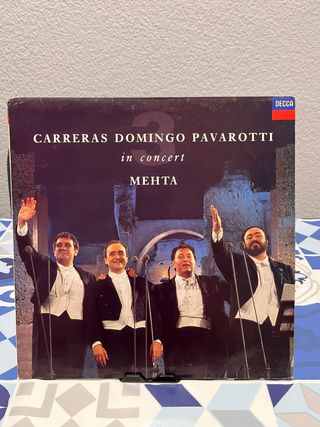 DECCA
3
CARRERAS DOMINGO PAVAROTTI
in concert
MEHTA